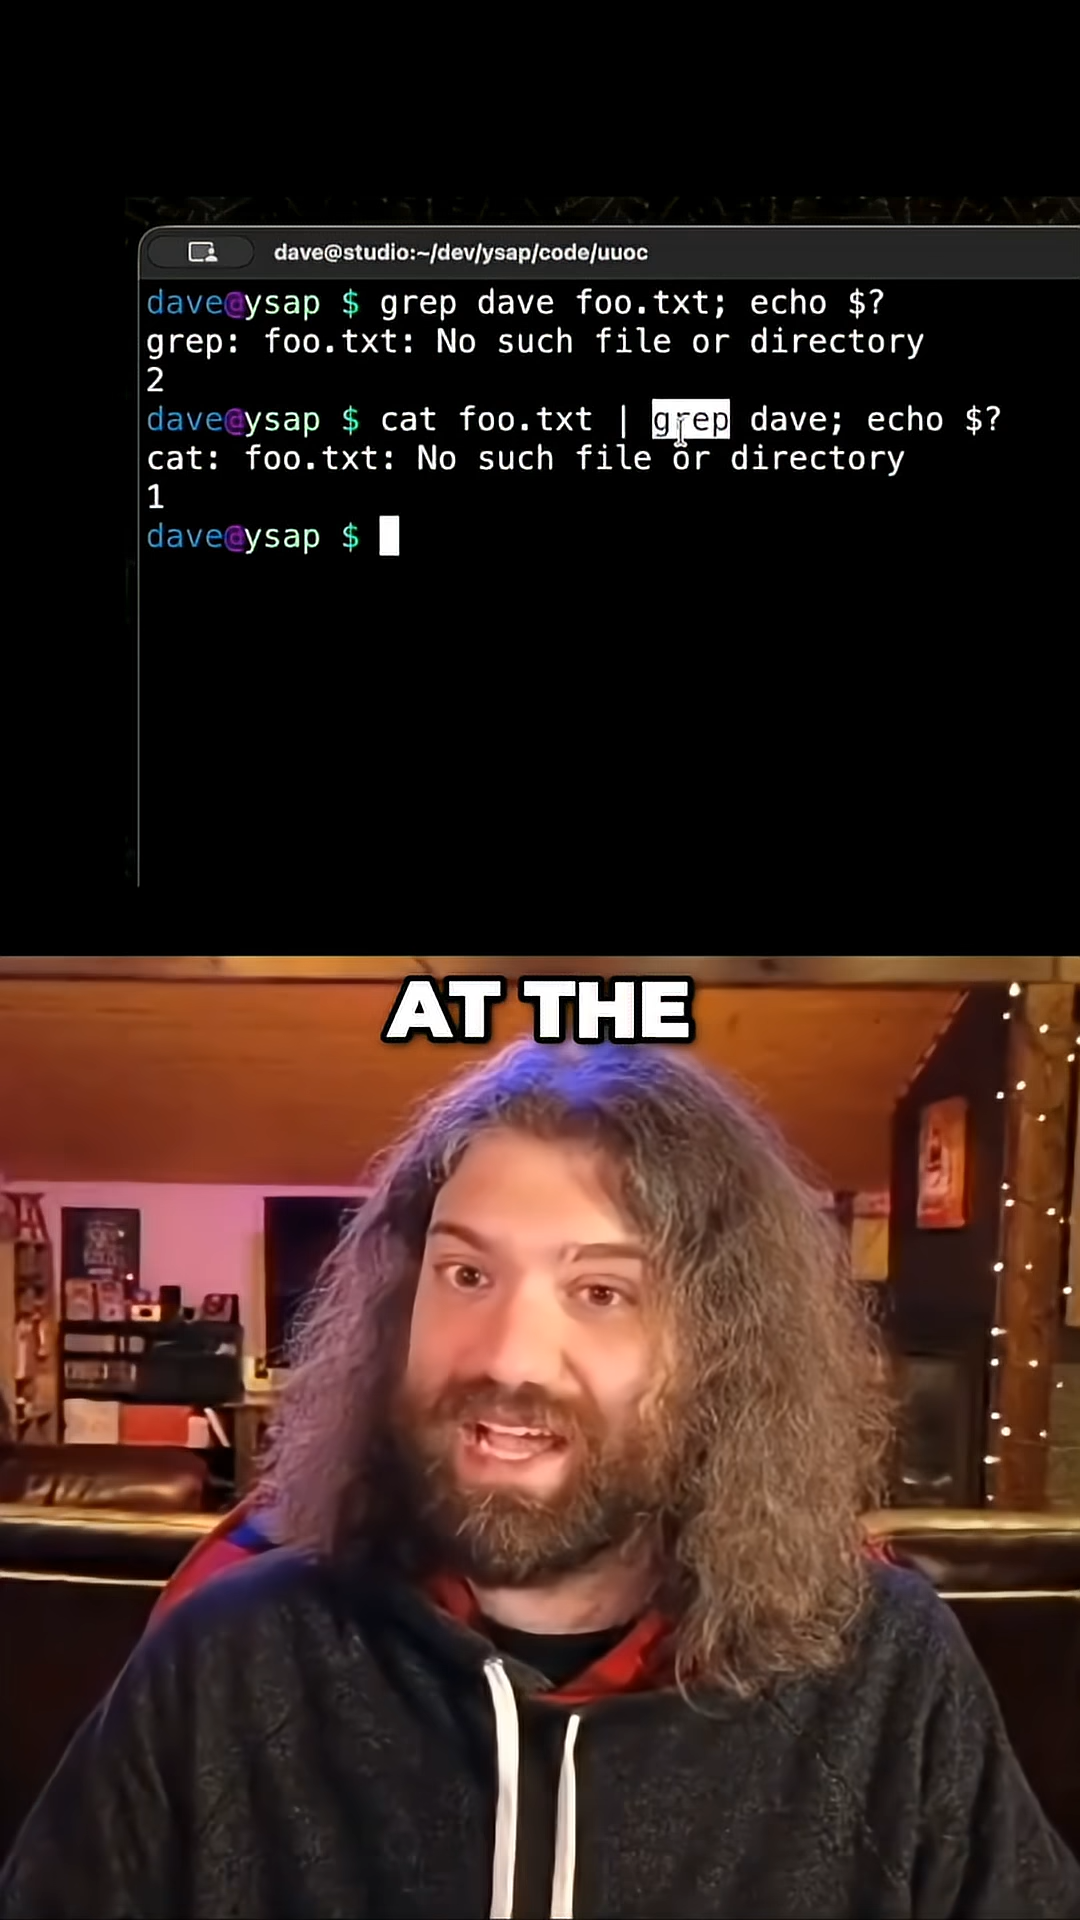 dave@studio:~/dev/ysap/code/uuoc
dave@ysap $ grep dave foo.txt; echo $?
grep: foo.txt: No such file or directory
2
dave@ysap $ cat foo.txt | grep dave; echo $?
cat: foo.txt: No such file or directory
1
dave@ysap $
AT THE